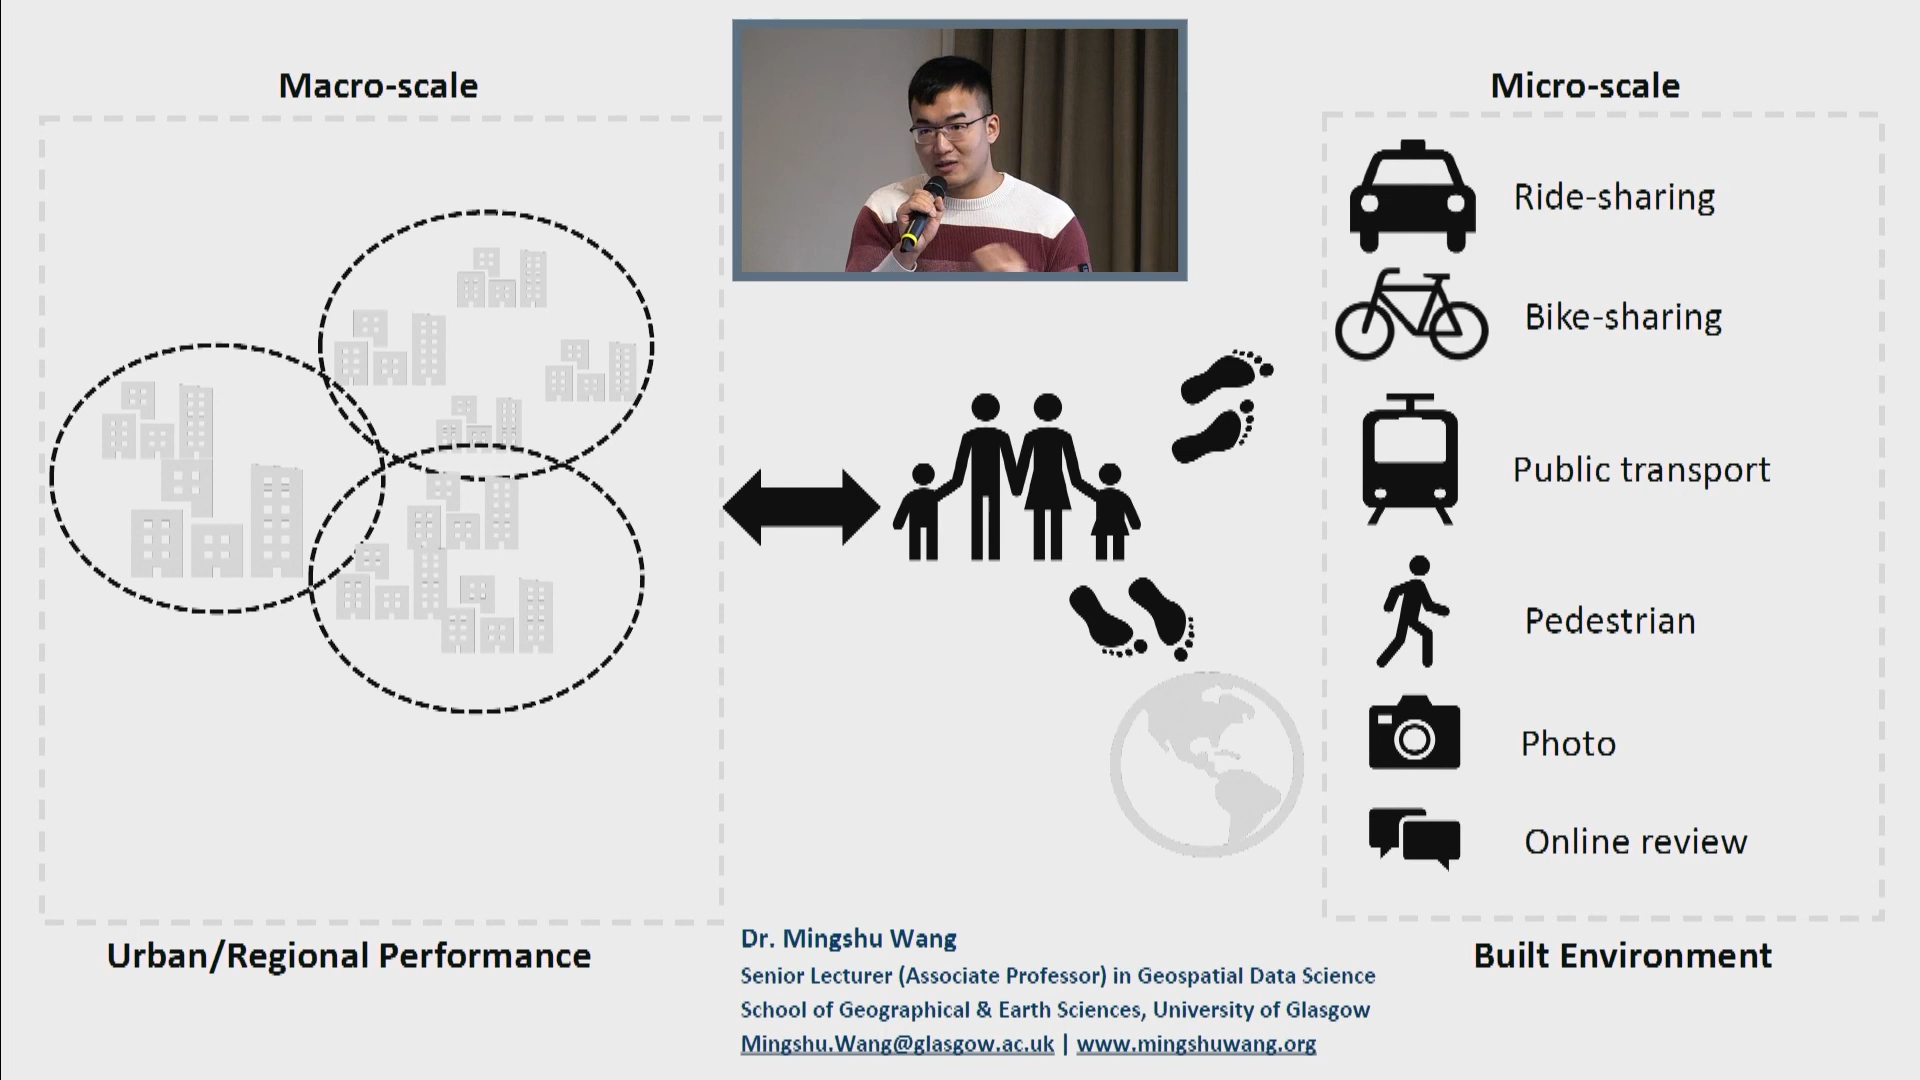 Macro-scale
Micro-scale
Ride-sharing
Bike-sharing
Public transport
Pedestrian
Photo
Online review
Urban/Regional Performance
Built Environment
Dr. Mingshu Wang
Senior Lecturer (Associate Professor) in Geospatial Data Science
School of Geographical & Earth Sciences, University of Glasgow
Mingshu.Wang@glasgow.ac.uk | www.mingshuwang.org